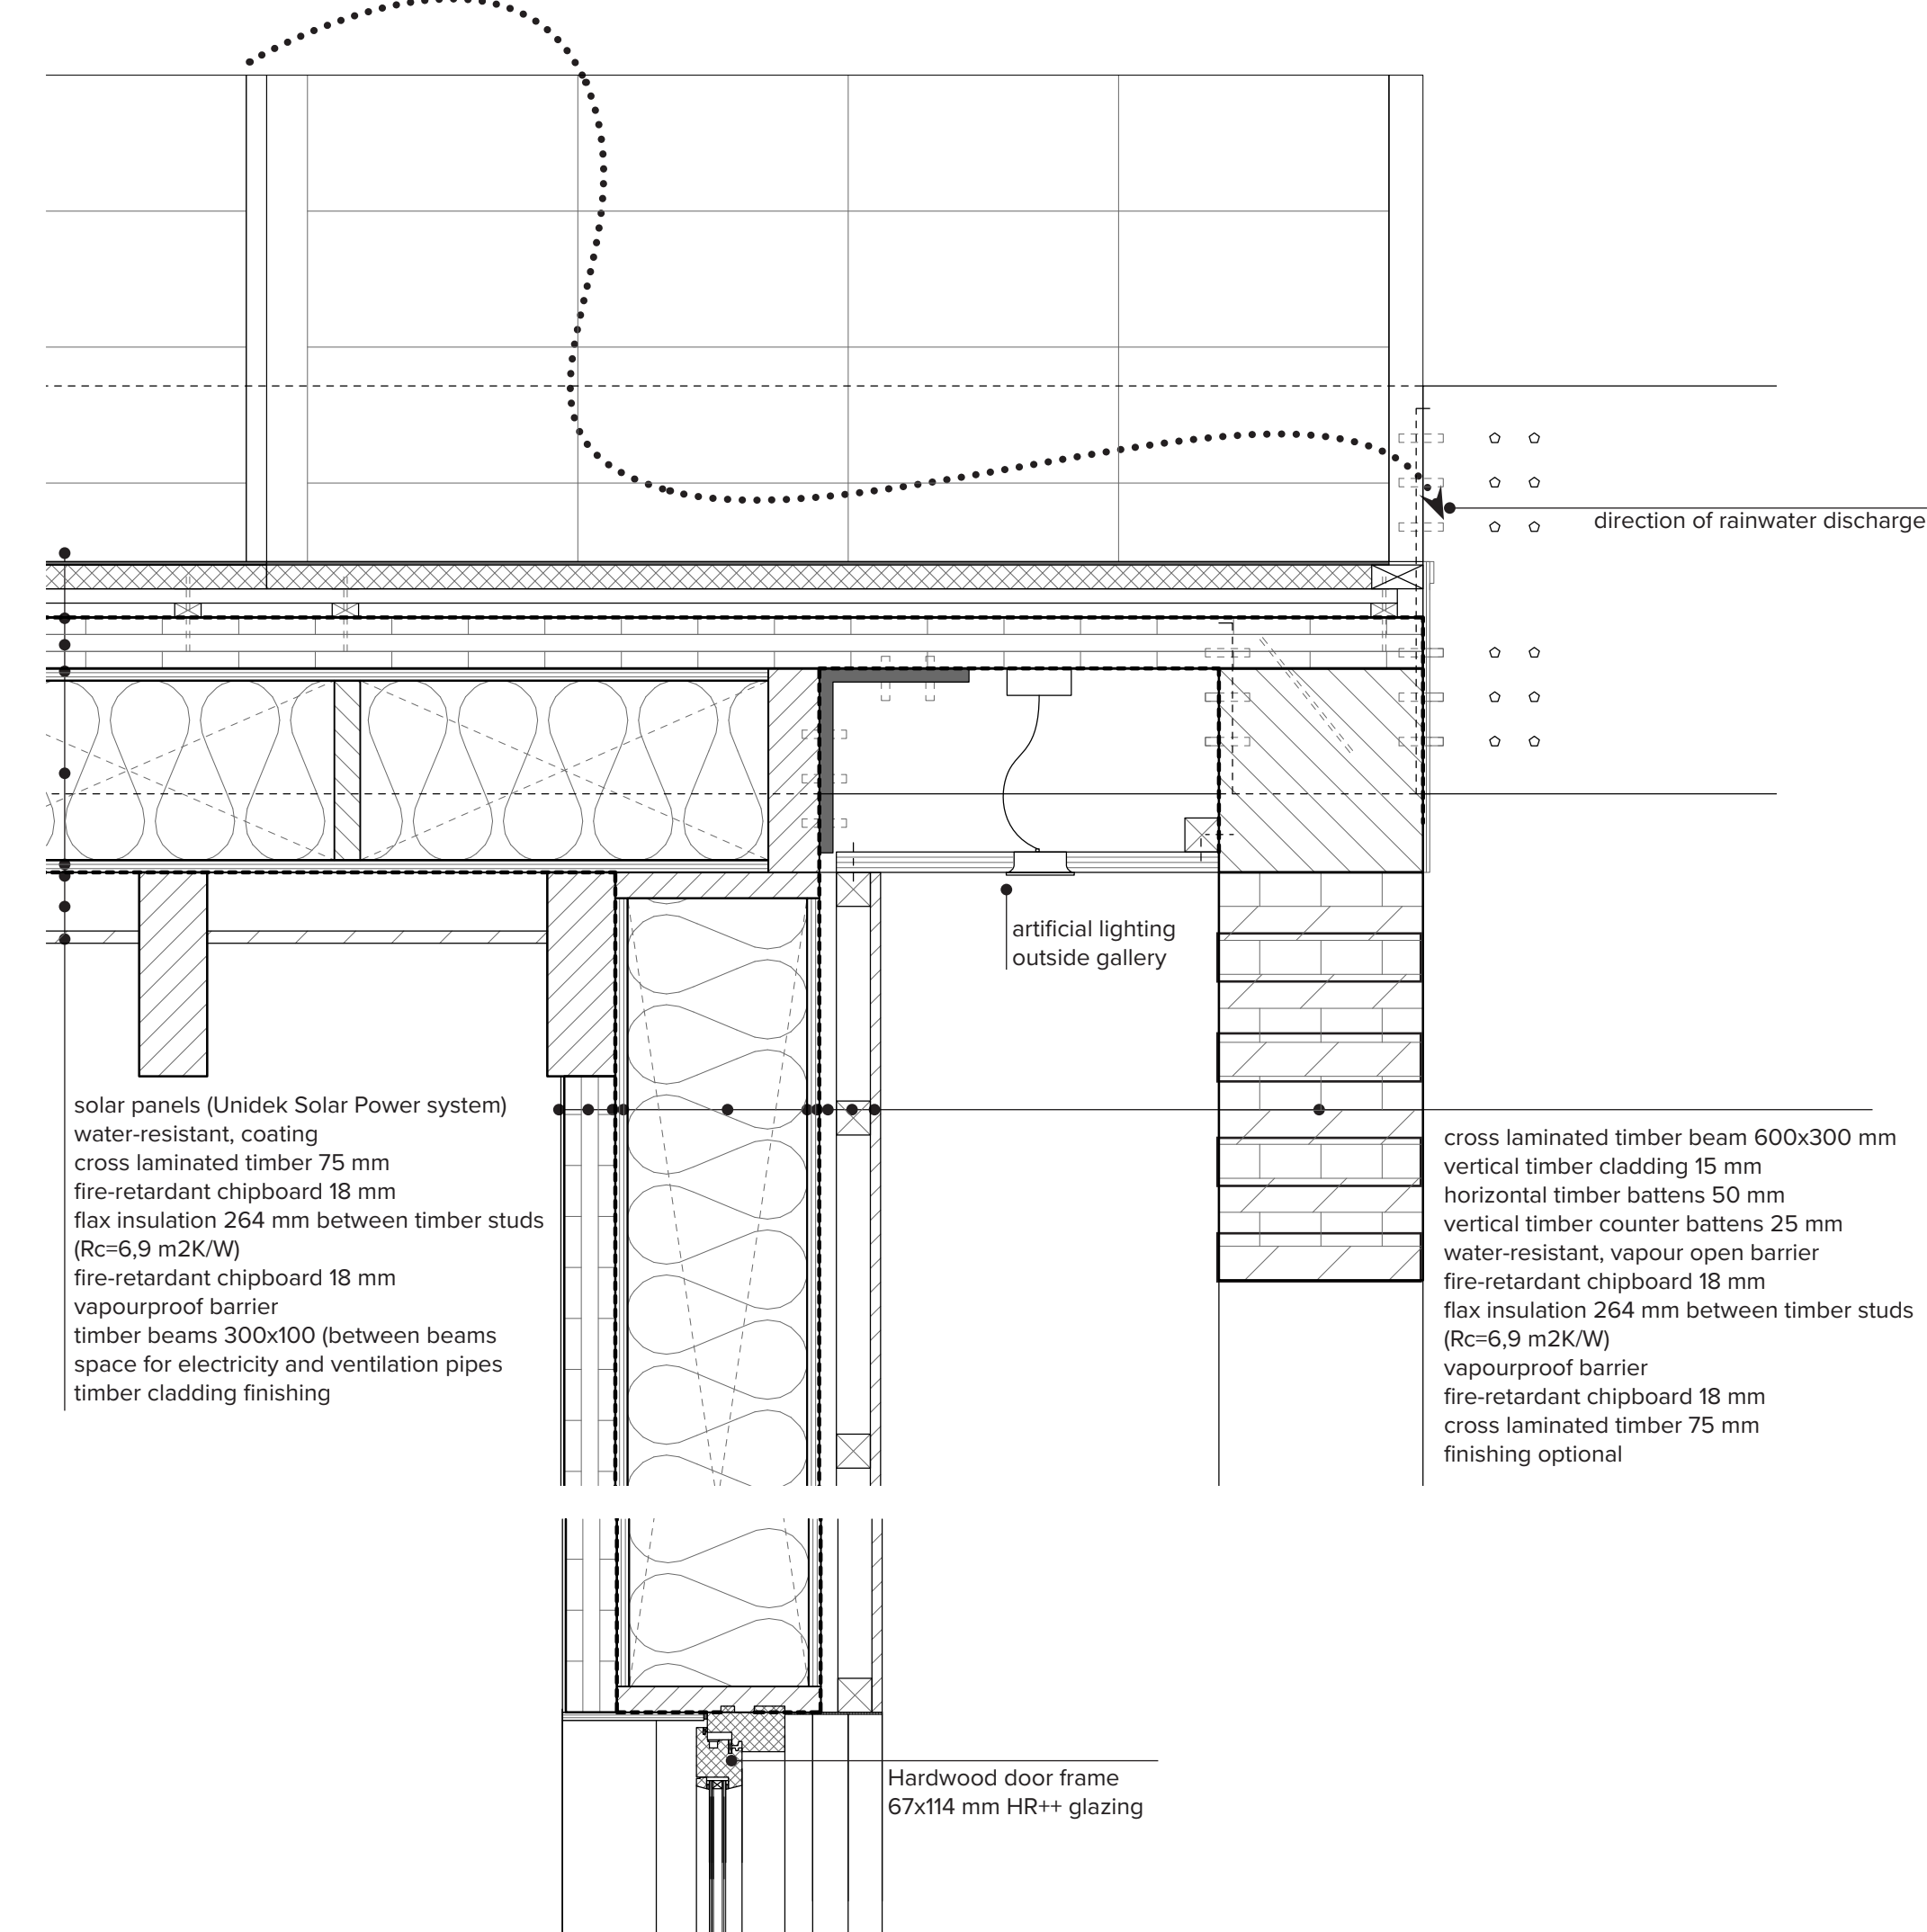 direction of rainwater discharge
artificial lighting
outside gallery
solar panels (Unidek Solar Power system)
water-resistant, coating
cross laminated timber 75 mm
fire-retardant chipboard 18 mm
flax insulation 264 mm between timber studs
(Rc=6,9 m2K/W)
fire-retardant chipboard 18 mm
vapourproof barrier
timber beams 300x100 (between beams
space for electricity and ventilation pipes
timber cladding finishing
cross laminated timber beam 600x300 mm
vertical timber cladding 15 mm
horizontal timber battens 50 mm
vertical timber counter battens 25 mm
water-resistant, vapour open barrier
fire-retardant chipboard 18 mm
flax insulation 264 mm between timber studs
(Rc=6,9 m2K/W)
vapourproof barrier
fire-retardant chipboard 18 mm
cross laminated timber 75 mm
finishing optional
Hardwood door frame
67x114 mm HR++ glazing